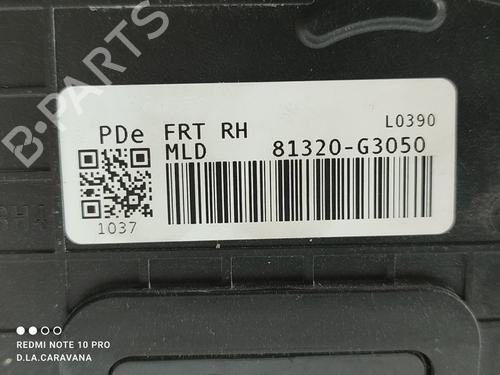 B-PARTS
PDe FRT RH L0390
MLD 81320-G3050
1037
REDMI NOTE 10 PRO
D.LA.CARAVANA